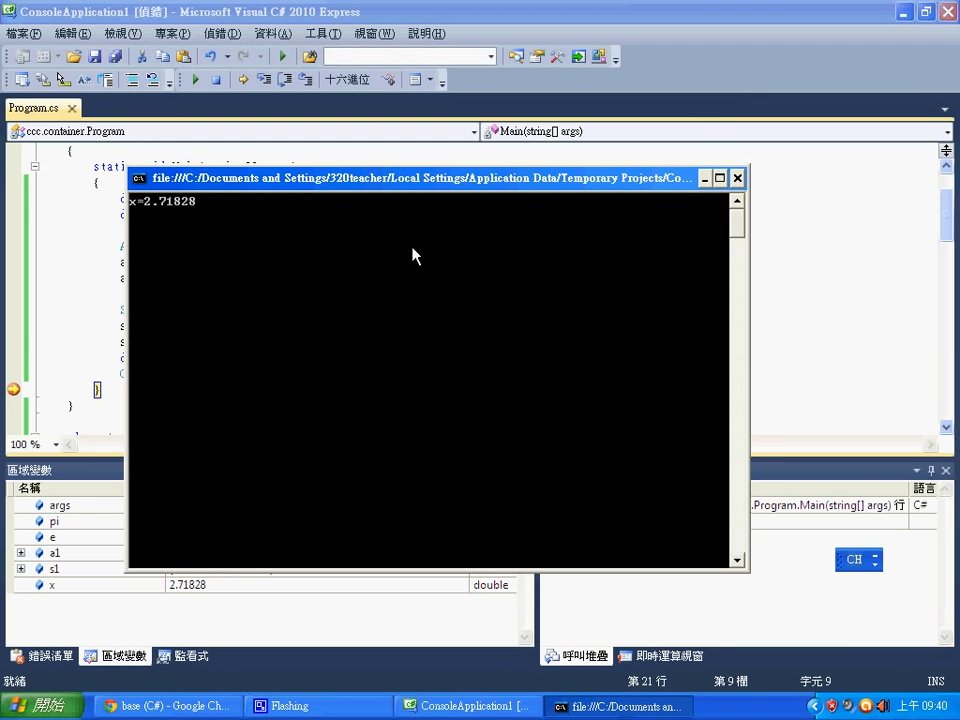 ConsoleApplication1 [偵錯] - Microsoft Visual C# 2010 Express
檔案(F) 編輯(E) 檢視(V) 專案(P) 偵錯(D) 資料(A) 工具(T) 視窗(W) 說明(H)
十六進位
Program.cs
ccc.container.Program
Main(string[] args)
{
file:///C:/Documents and Settings/320teacher/Local Settings/Application Data/Temporary Projects/Co...
{
x=2.71828
}
}
100 %
區域變數
名稱
語言
args
.Program.Main(string[] args) 行
C#
pi
e
a1
s1
CH
x
2.71828
double
錯誤清單
區域變數
監看式
呼叫堆疊
即時運算視窗
就緒
第 21 行
第 9 欄
字元 9
INS
開始
base (C#) - Google Ch...
Flashing
ConsoleApplication1 [...
file:///C:/Documents an...
上午 09:40